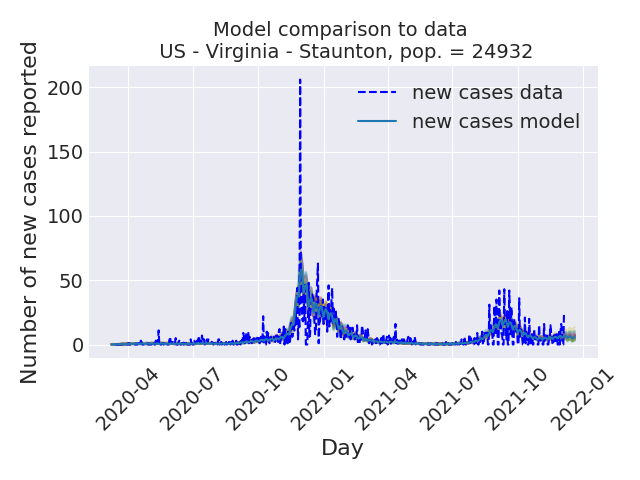 Model comparison to data
US - Virginia - Staunton, pop. = 24932
Number of new cases reported
200
150
100
50
0
new cases data
new cases model
2020-04
2020-07
2020-10
2021-01
2021-04
2021-07
2021-10
2022-01
Day